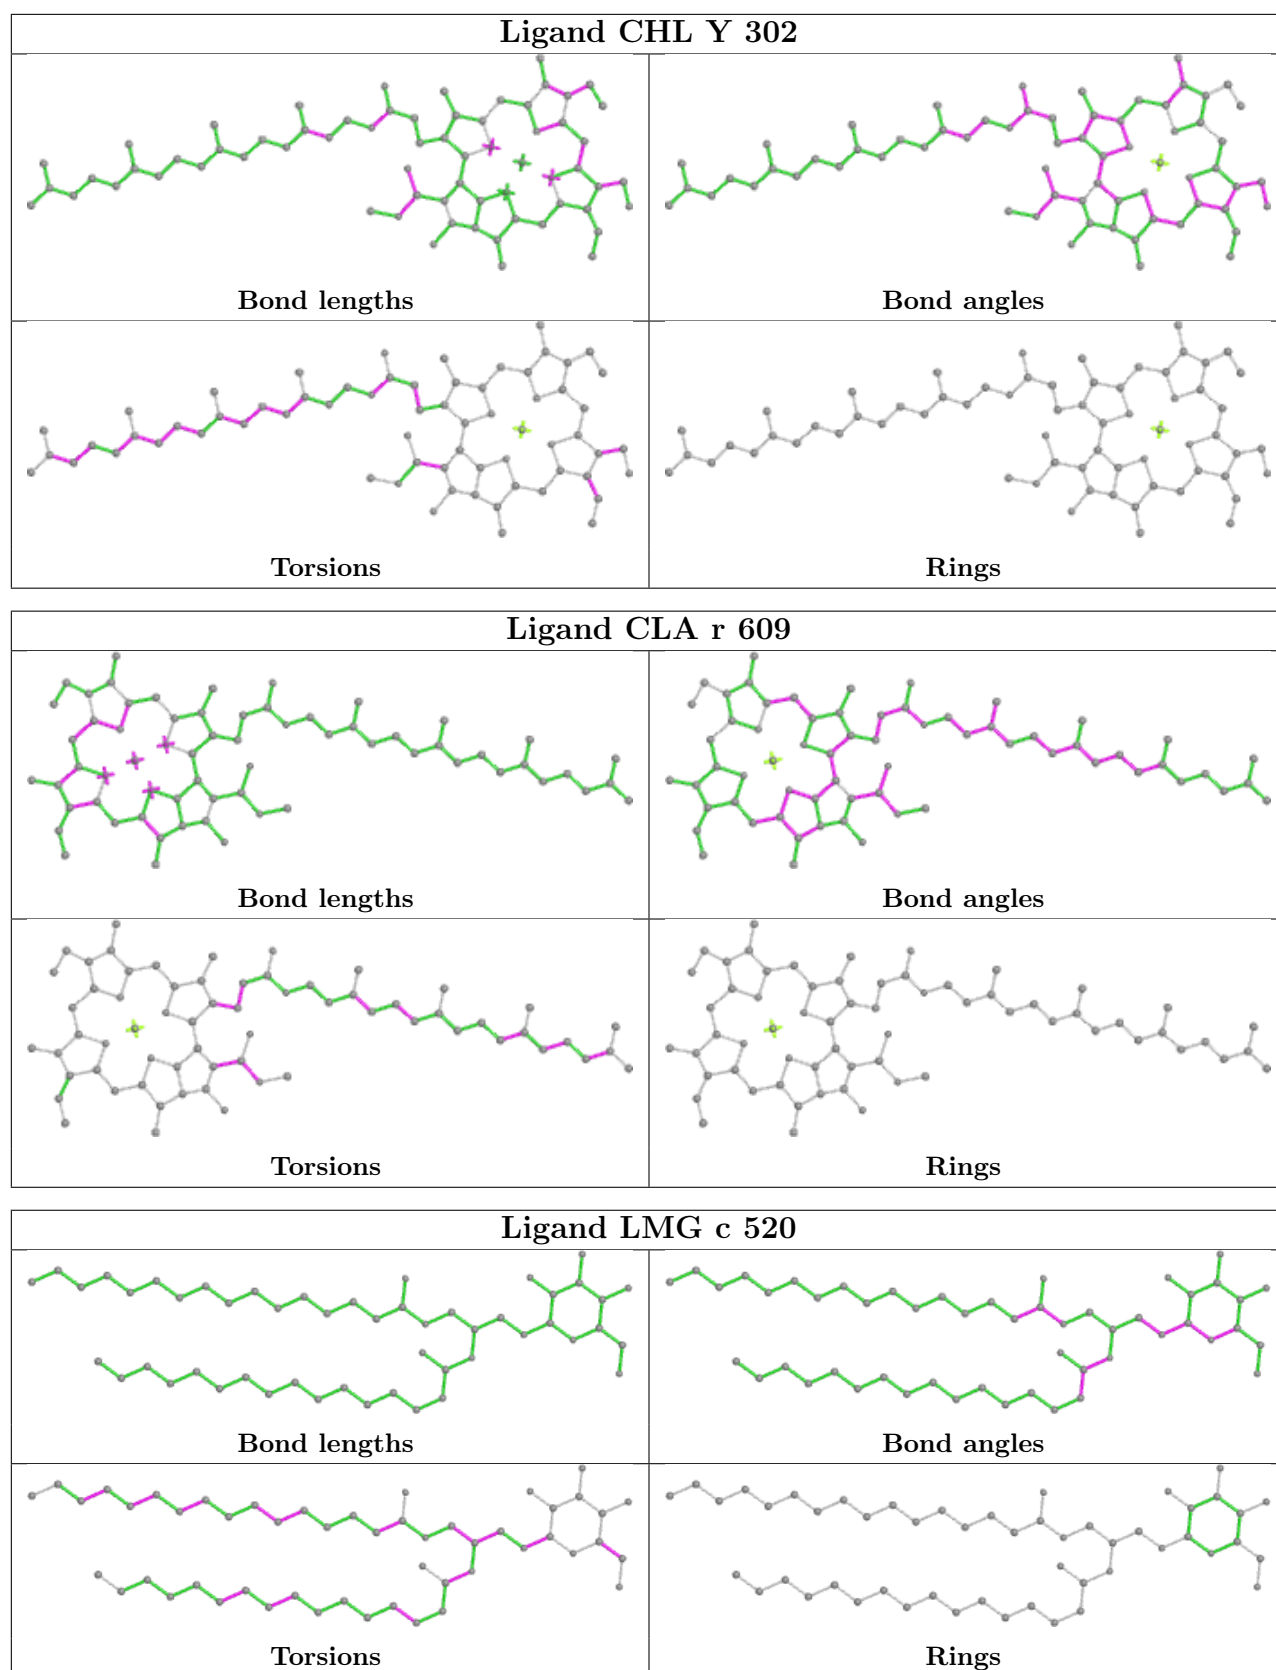 Ligand CHL Y 302
Bond lengths
Bond angles
Torsions
Rings
Ligand CLA r 609
Bond lengths
Bond angles
Torsions
Rings
Ligand LMG c 520
Bond lengths
Bond angles
Torsions
Rings